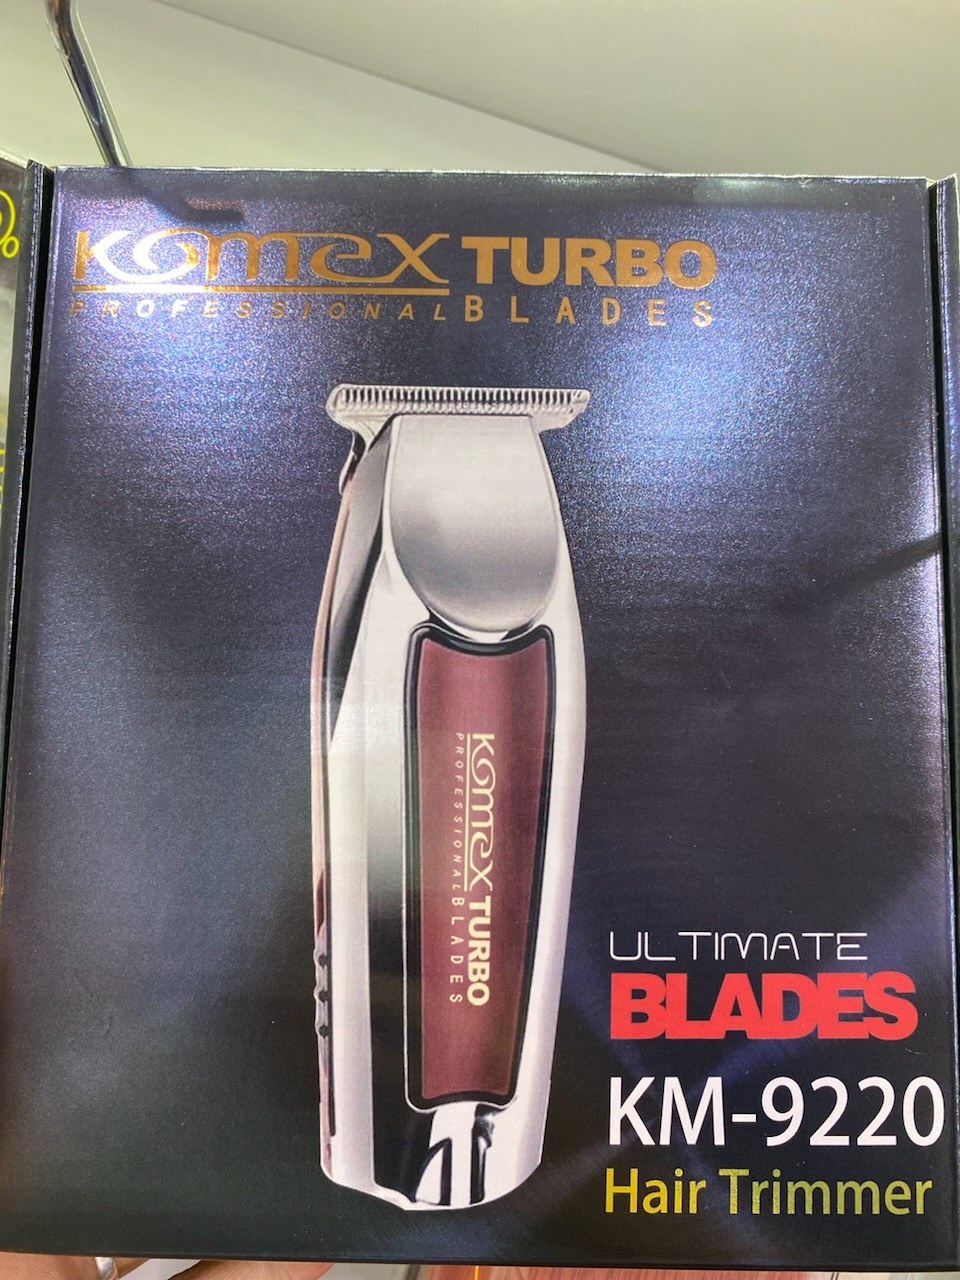 Komex TURBO
PROFESSIONAL BLADES
Komex TURBO
PROFESSIONAL BLADES
ULTIMATE
BLADES
KM-9220
Hair Trimmer